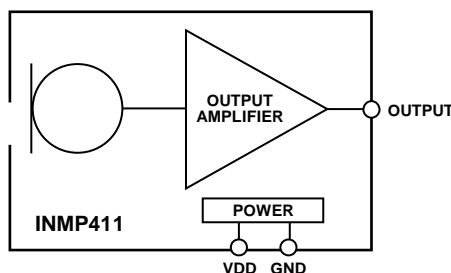 OUTPUT
AMPLIFIER
OUTPUT
POWER
INMP411
VDD GND